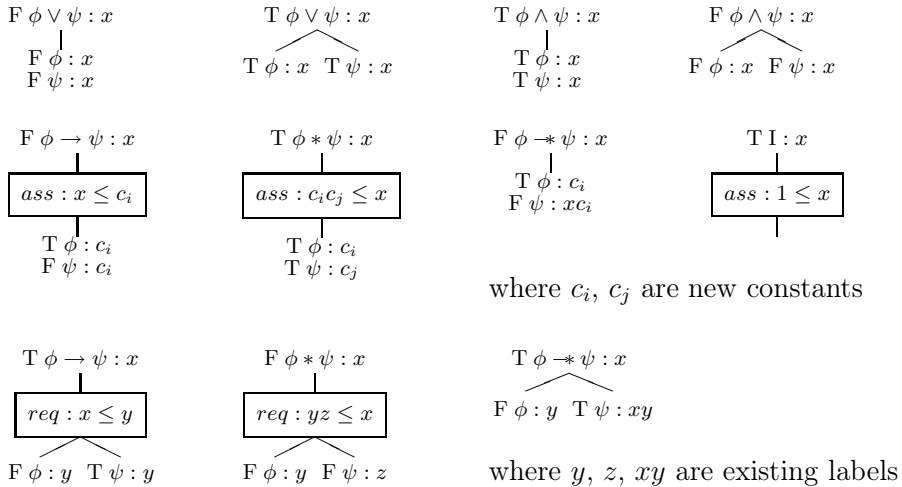 F ϕ ∨ ψ : x    T ϕ ∨ ψ : x    T ϕ ∧ ψ : x    F ϕ ∧ ψ : x
F ϕ : x    T ϕ : x  T ψ : x    T ϕ : x    F ϕ : x  F ψ : x
F ψ : x    T ψ : x
F ϕ → ψ : x    T ϕ ∗ ψ : x    F ϕ −∗ ψ : x    T I : x
ass : x ≤ c_i    ass : c_i c_j ≤ x    T ϕ : c_i    ass : 1 ≤ x
F ψ : xc_i
T ϕ : c_i    T ϕ : c_i
F ψ : c_i    T ψ : c_j
where c_i, c_j are new constants
T ϕ → ψ : x    F ϕ ∗ ψ : x    T ϕ −∗ ψ : x
req : x ≤ y    req : yz ≤ x    F ϕ : y  T ψ : xy
F ϕ : y  T ψ : y    F ϕ : y  F ψ : z    where y, z, xy are existing labels